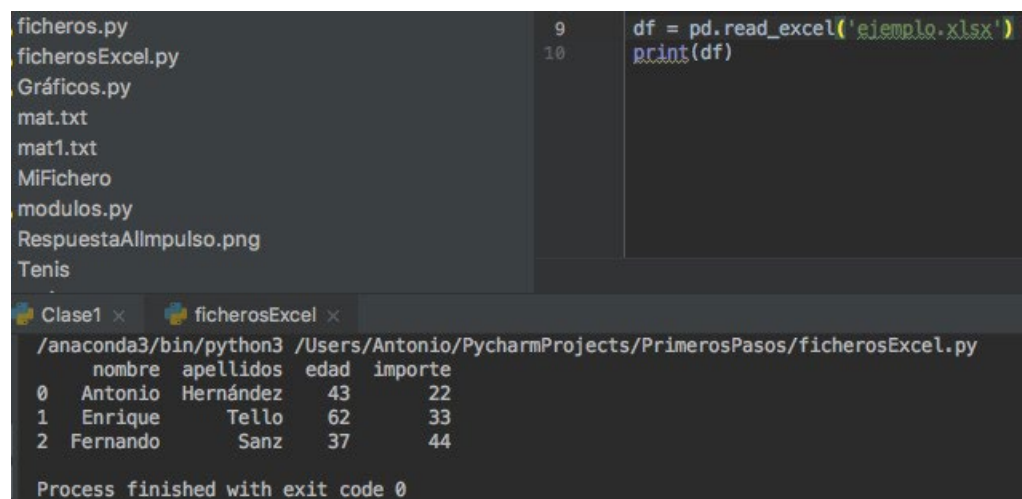 ficheros.py
ficherosExcel.py
Gráficos.py
mat.txt
mat1.txt
MiFichero
modulos.py
RespuestaAlImpulso.png
Tenis
9 df = pd.read_excel('ejemplo.xlsx')
10 print(df)
Clase1 × ficherosExcel ×
/anaconda3/bin/python3 /Users/Antonio/PycharmProjects/PrimerosPasos/ficherosExcel.py
nombre apellidos edad importe
0 Antonio Hernández 43 22
1 Enrique Tello 62 33
2 Fernando Sanz 37 44
Process finished with exit code 0